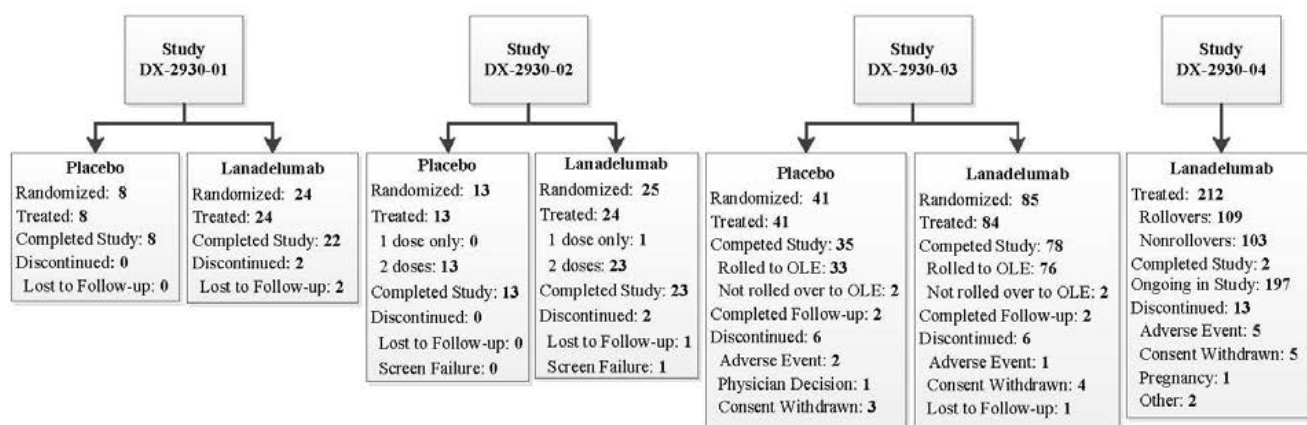 Study
DX-2930-01
Placebo
Randomized: 8
Treated: 8
Completed Study: 8
Discontinued: 0
Lost to Follow-up: 0
Lanadelumab
Randomized: 24
Treated: 24
Completed Study: 22
Discontinued: 2
Lost to Follow-up: 2
Study
DX-2930-02
Placebo
Randomized: 13
Treated: 13
1 dose only: 0
2 doses: 13
Completed Study: 13
Discontinued: 0
Lost to Follow-up: 0
Screen Failure: 0
Lanadelumab
Randomized: 25
Treated: 24
1 dose only: 1
2 doses: 23
Completed Study: 23
Discontinued: 2
Lost to Follow-up: 1
Screen Failure: 1
Study
DX-2930-03
Placebo
Randomized: 41
Treated: 41
Competed Study: 35
Rolled to OLE: 33
Not rolled over to OLE: 2
Completed Follow-up: 2
Discontinued: 6
Adverse Event: 2
Physician Decision: 1
Consent Withdrawn: 3
Lanadelumab
Randomized: 85
Treated: 84
Competed Study: 78
Rolled to OLE: 76
Not rolled over to OLE: 2
Completed Follow-up: 2
Discontinued: 6
Adverse Event: 1
Consent Withdrawn: 4
Lost to Follow-up: 1
Study
DX-2930-04
Lanadelumab
Treated: 212
Rollovers: 109
Nonrollovers: 103
Completed Study: 2
Ongoing in Study: 197
Discontinued: 13
Adverse Event: 5
Consent Withdrawn: 5
Pregnancy: 1
Other: 2